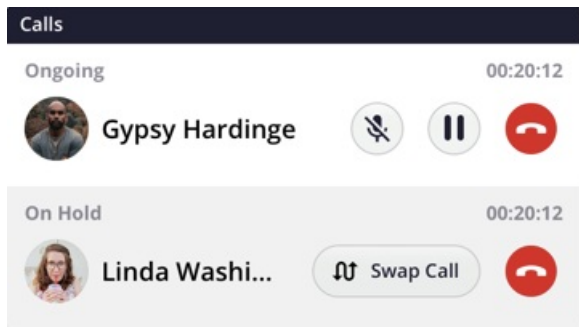 Calls
Ongoing 00:20:12
Gypsy Hardinge
On Hold 00:20:12
Linda Washi... Swap Call